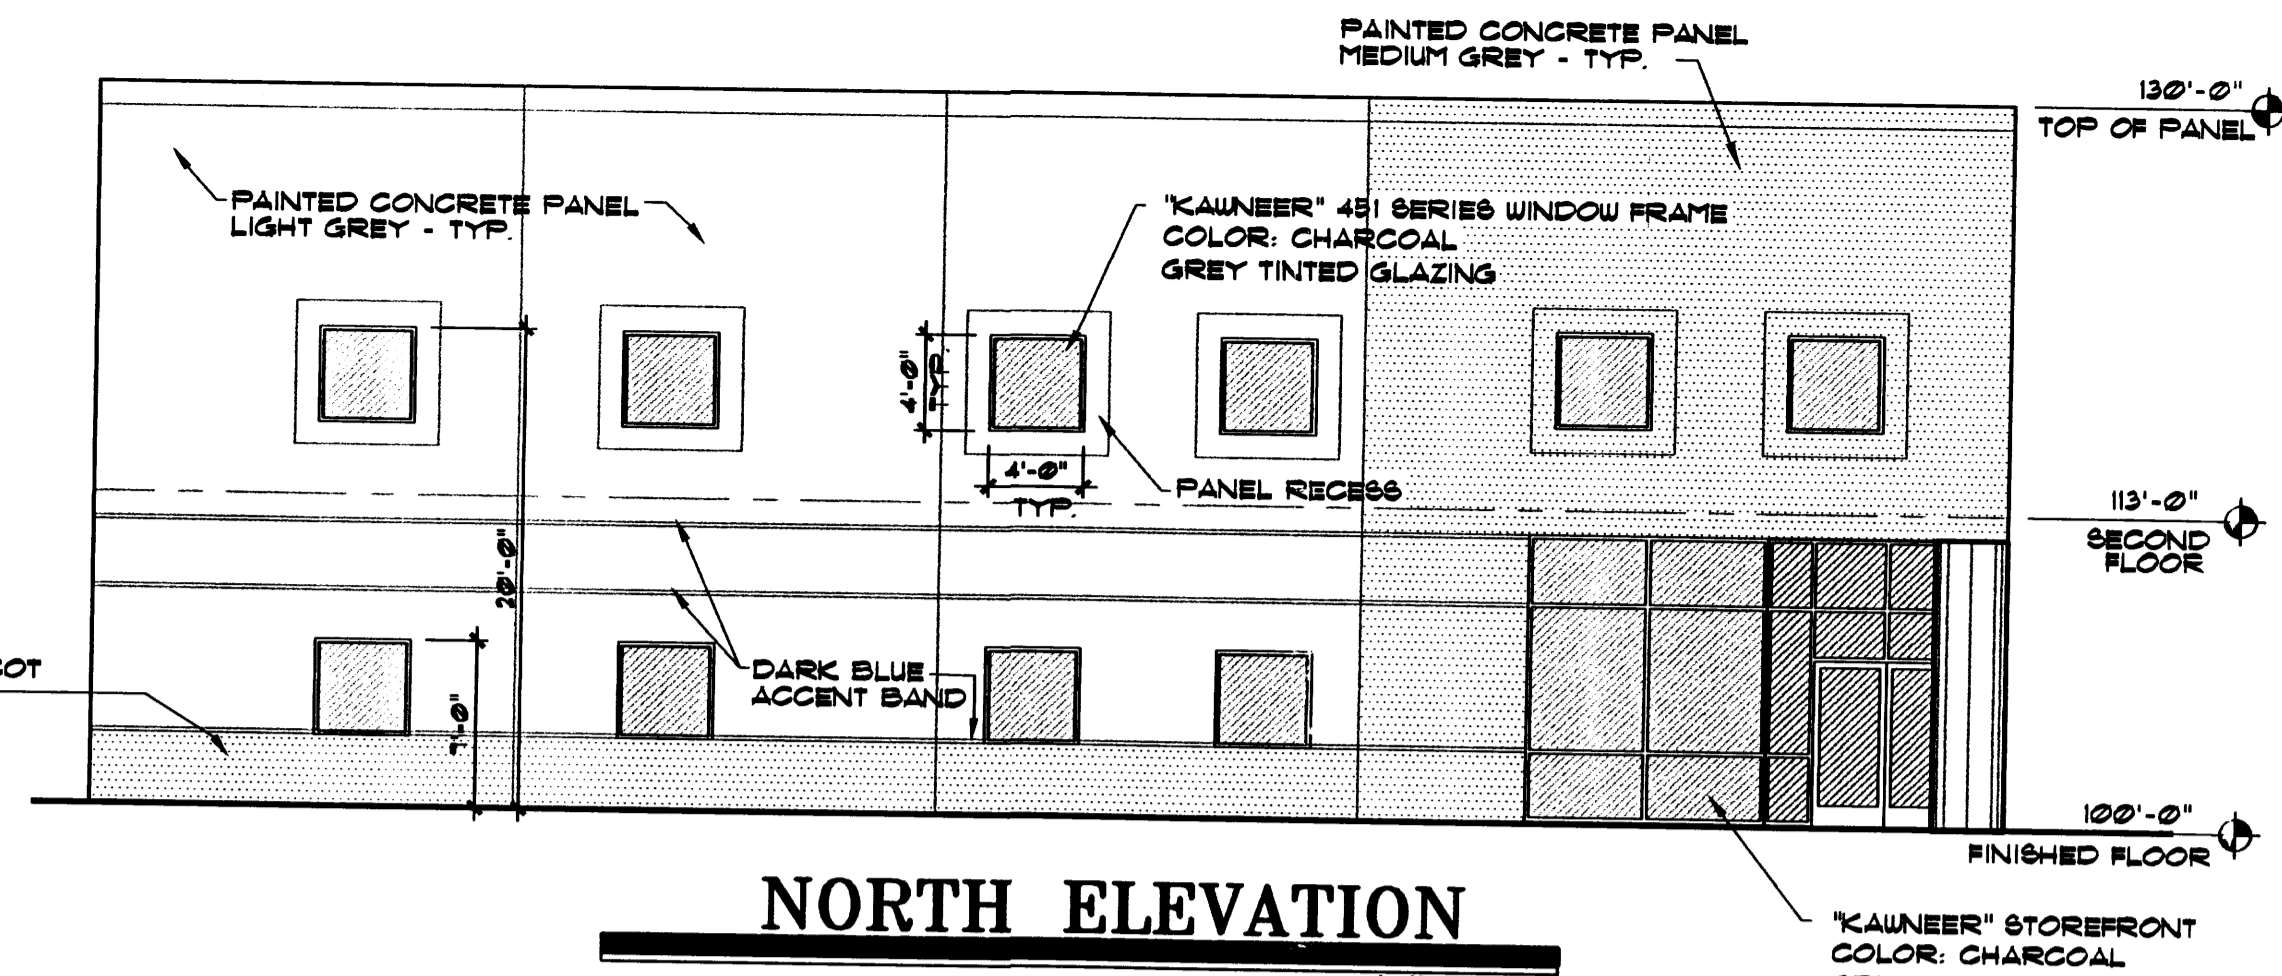 PAINTED CONCRETE PANEL
MEDIUM GREY - TYP.
130'-0"
TOP OF PANEL
PAINTED CONCRETE PANEL
LIGHT GREY - TYP.
"KAWNEER" 451 SERIES WINDOW FRAME
COLOR: CHARCOAL
GREY TINTED GLAZING
4'-0"
TYP.
4'-0"
TYP.
PANEL RECESS
113'-0"
SECOND
FLOOR
20'-0"
7'-0"
DARK BLUE
ACCENT BAND
100'-0"
FINISHED FLOOR
NORTH ELEVATION
"KAWNEER" STOREFRONT
COLOR: CHARCOAL